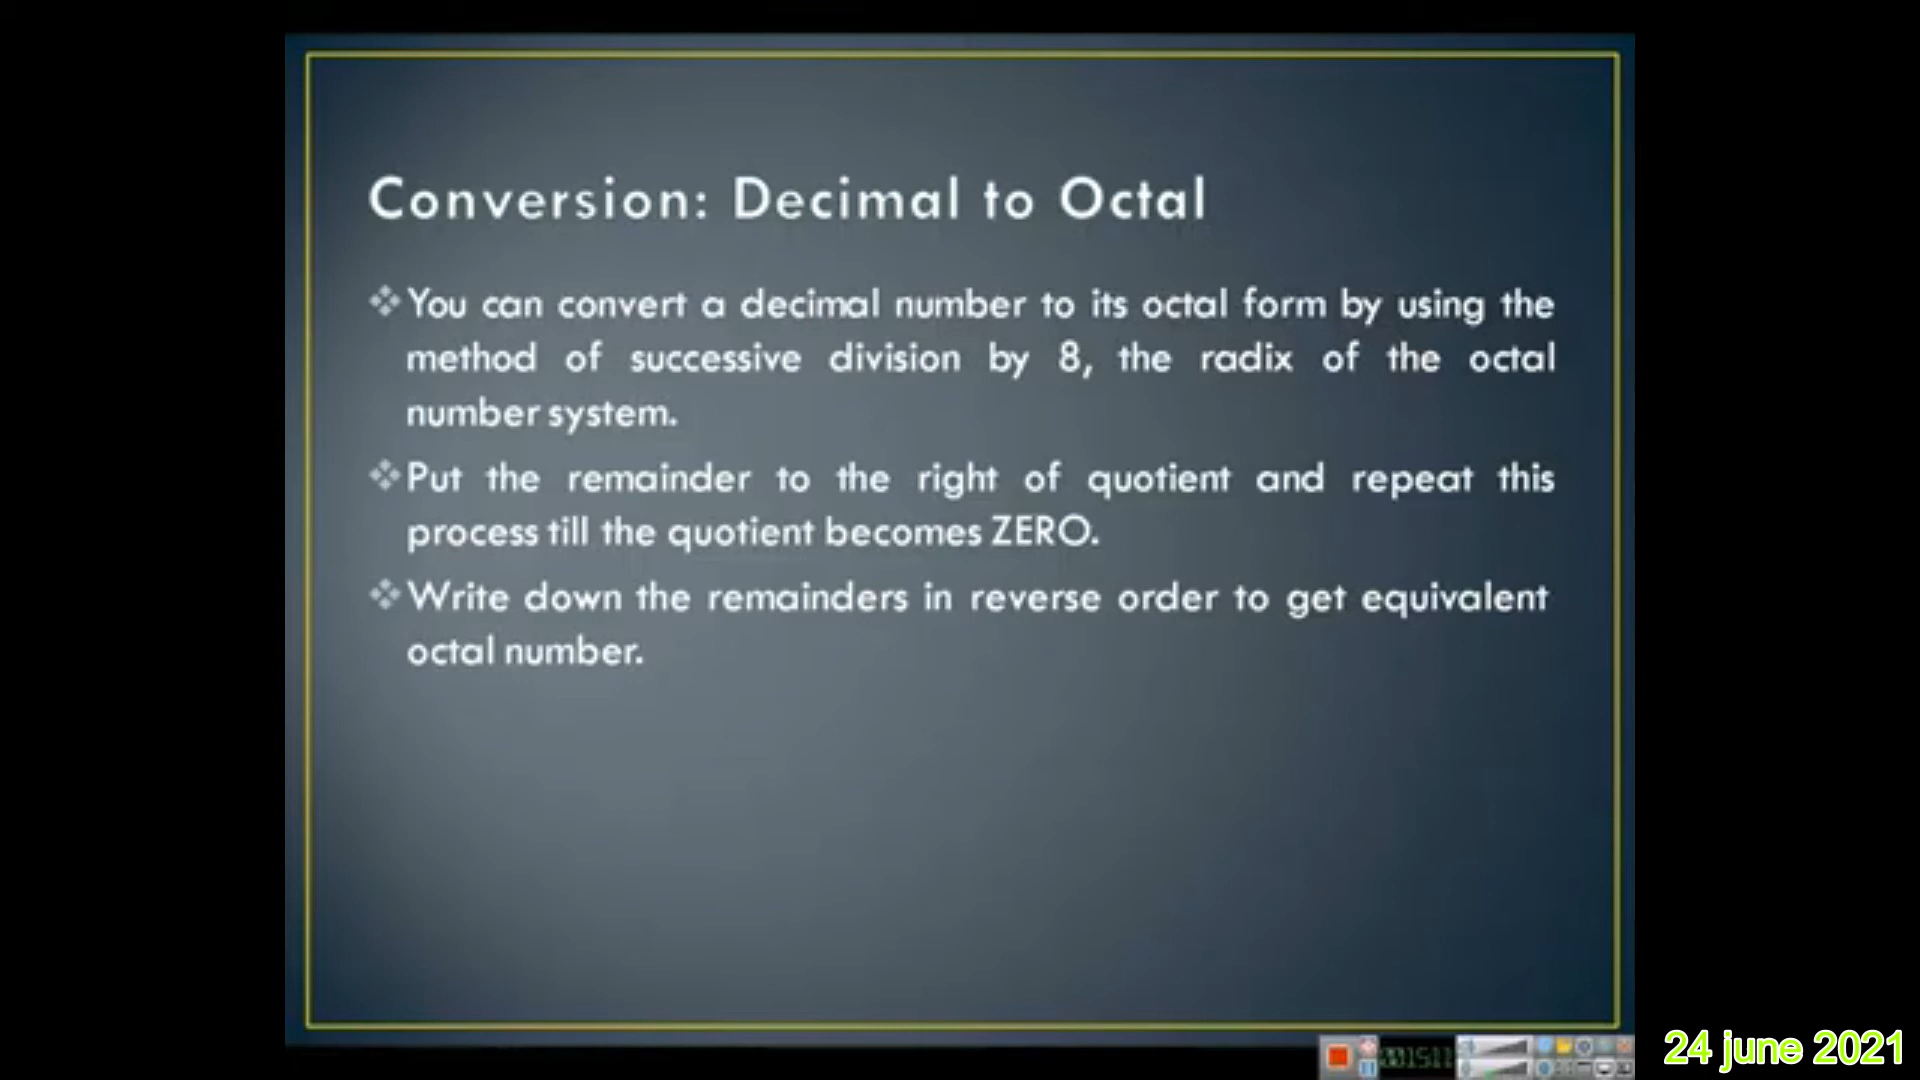 Conversion: Decimal to Octal
You can convert a decimal number to its octal form by using the
method of successive division by 8, the radix of the octal
number system.
Put the remainder to the right of quotient and repeat this
process till the quotient becomes ZERO.
Write down the remainders in reverse order to get equivalent
octal number.
24 june 2021